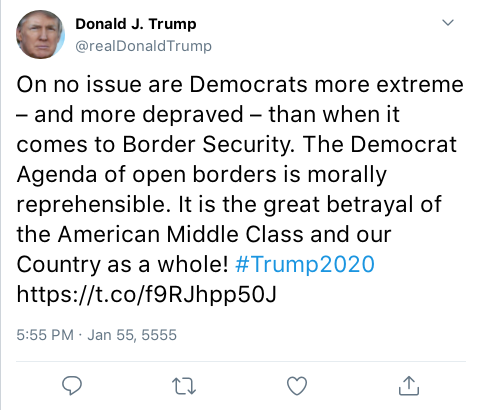 Donald J. Trump
@realDonaldTrump
On no issue are Democrats more extreme
– and more depraved – than when it
comes to Border Security. The Democrat
Agenda of open borders is morally
reprehensible. It is the great betrayal of
the American Middle Class and our
Country as a whole! #Trump2020
https://t.co/f9RJhpp50J
5:55 PM · Jan 55, 5555